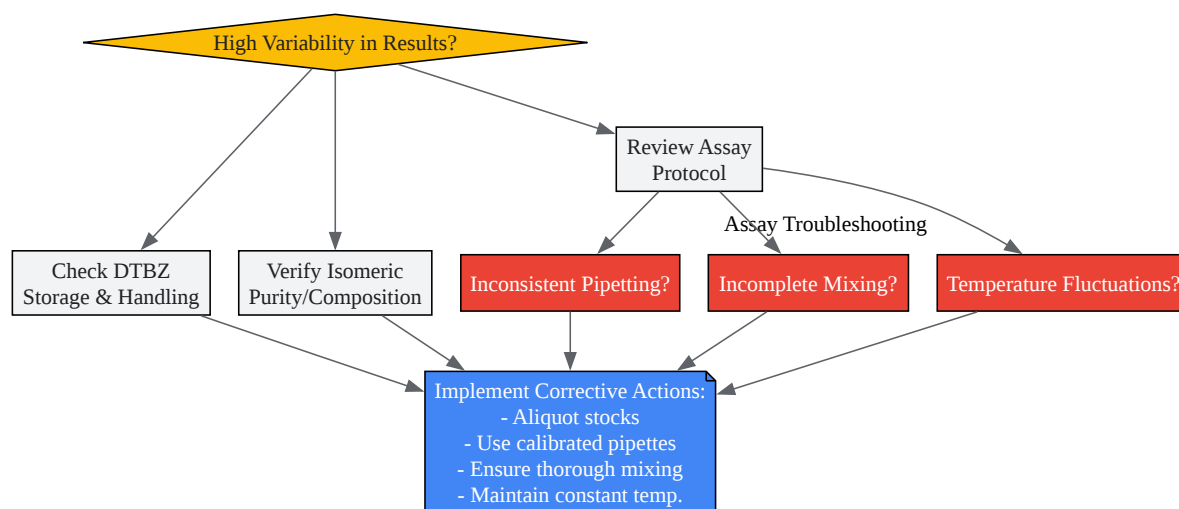 High Variability in Results?
Review Assay
Protocol
Assay Troubleshooting
Check DTBZ
Storage & Handling
Verify Isomeric
Purity/Composition
Inconsistent Pipetting?
Incomplete Mixing?
Temperature Fluctuations?
Implement Corrective Actions:
- Aliquot stocks
- Use calibrated pipettes
- Ensure thorough mixing
- Maintain constant temp.